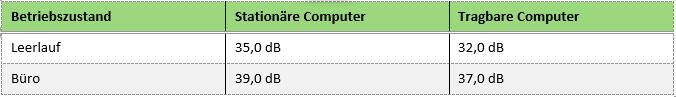 Betriebszustand Stationäre Computer Tragbare Computer
Leerlauf 35,0 dB 32,0 dB
Büro 39,0 dB 37,0 dB